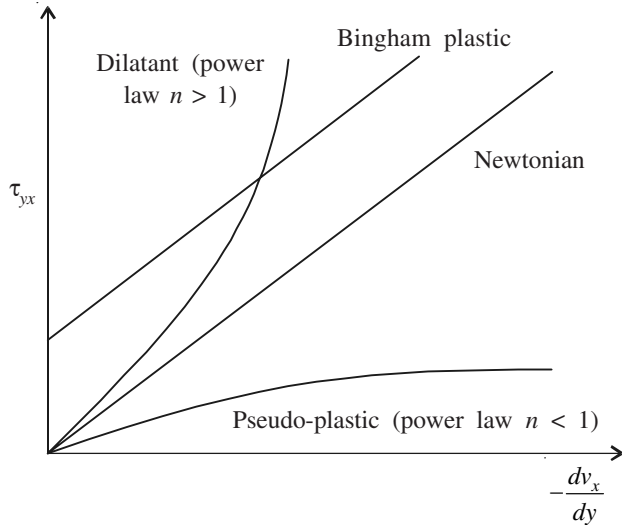 Bingham plastic
Dilatant (power
law n > 1)
Newtonian
τyx
Pseudo-plastic (power law n < 1)
−dvx
dy